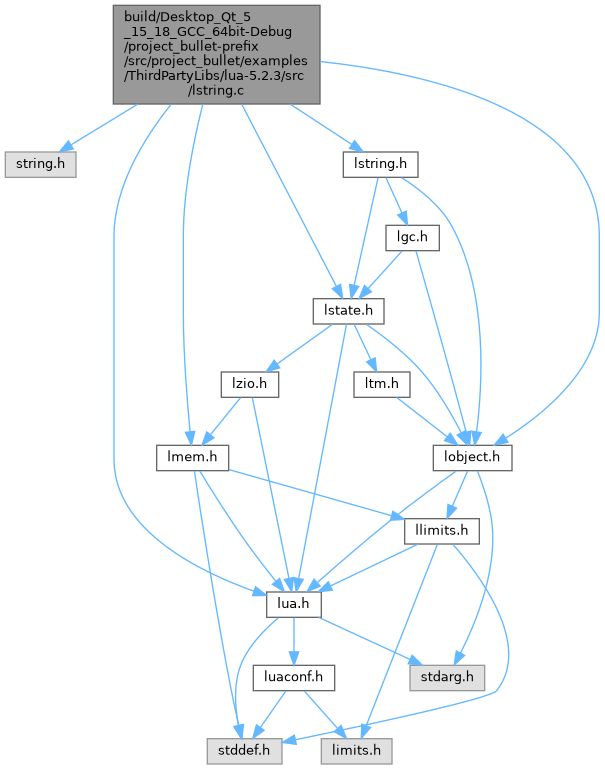 build/Desktop_Qt_5
_15_18_GCC_64bit-Debug
/project_bullet-prefix
/src/project_bullet/examples
/ThirdPartyLibs/lua-5.2.3/src
/lstring.c
string.h
lstring.h
lgc.h
lstate.h
lzio.h
ltm.h
lmem.h
lobject.h
llimits.h
lua.h
luaconf.h
stdarg.h
stddef.h
limits.h